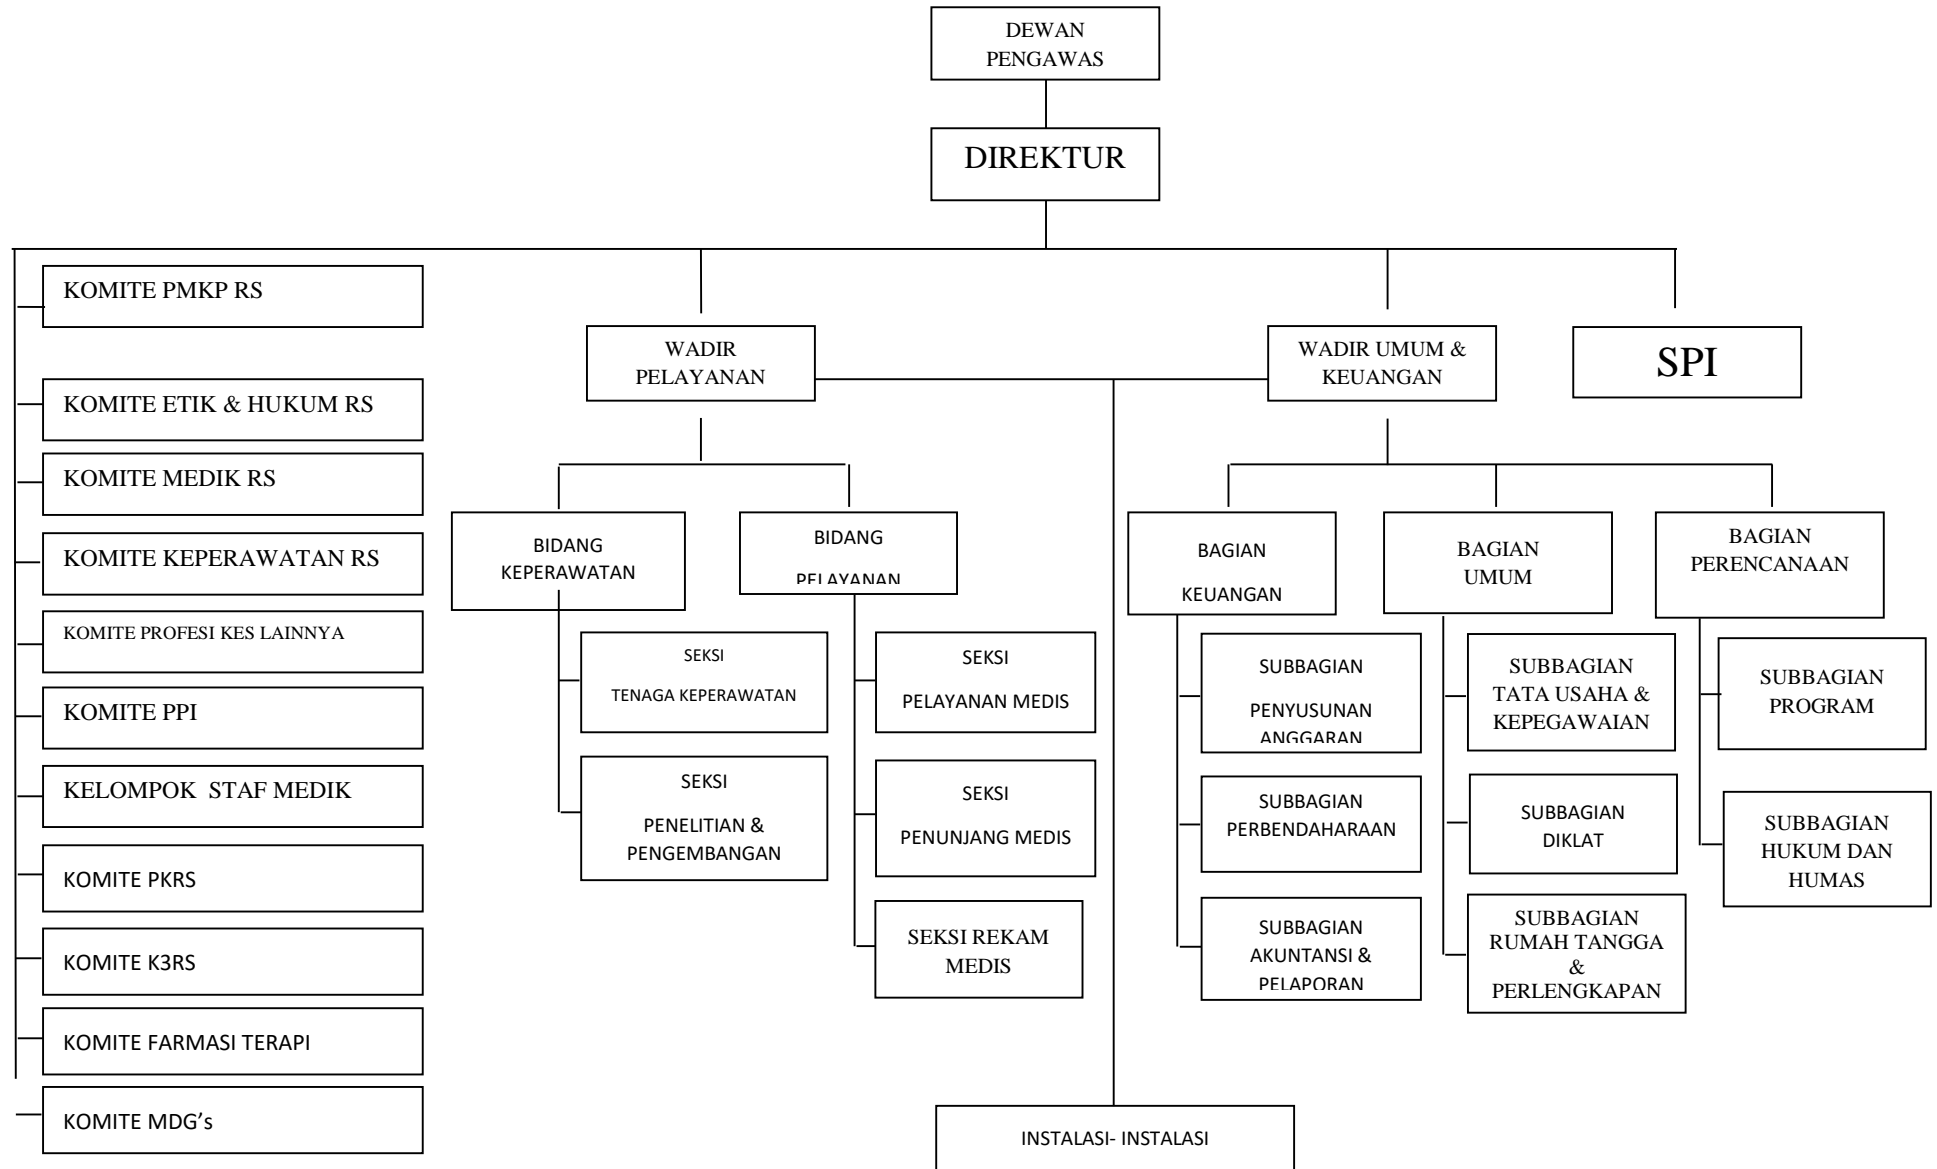 DEWAN
PENGAWAS
DIREKTUR
KOMITE PMKP RS
KOMITE ETIK & HUKUM RS
KOMITE MEDIK RS
KOMITE KEPERAWATAN RS
KOMITE PROFESI KES LAINNYA
KOMITE PPI
KELOMPOK STAF MEDIK
KOMITE PKRS
KOMITE K3RS
KOMITE FARMASI TERAPI
KOMITE MDG's
WADIR
PELAYANAN
WADIR UMUM &
KEUANGAN
SPI
BIDANG
KEPERAWATAN
SEKSI
TENAGA KEPERAWATAN
SEKSI
PENELITIAN &
PENGEMBANGAN
BIDANG
PELAYANAN
SEKSI
PELAYANAN MEDIS
SEKSI
PENUNJANG MEDIS
SEKSI REKAM
MEDIS
BAGIAN
KEUANGAN
SUBBAGIAN
PENYUSUNAN
ANGGARAN
SUBBAGIAN
PERBENDAHARAAN
SUBBAGIAN
AKUNTANSI &
PELAPORAN
BAGIAN
UMUM
SUBBAGIAN
TATA USAHA &
KEPEGAWAIAN
SUBBAGIAN
DIKLAT
SUBBAGIAN
RUMAH TANGGA
&
PERLENGKAPAN
BAGIAN
PERENCANAAN
SUBBAGIAN
PROGRAM
SUBBAGIAN
HUKUM DAN
HUMAS
INSTALASI- INSTALASI